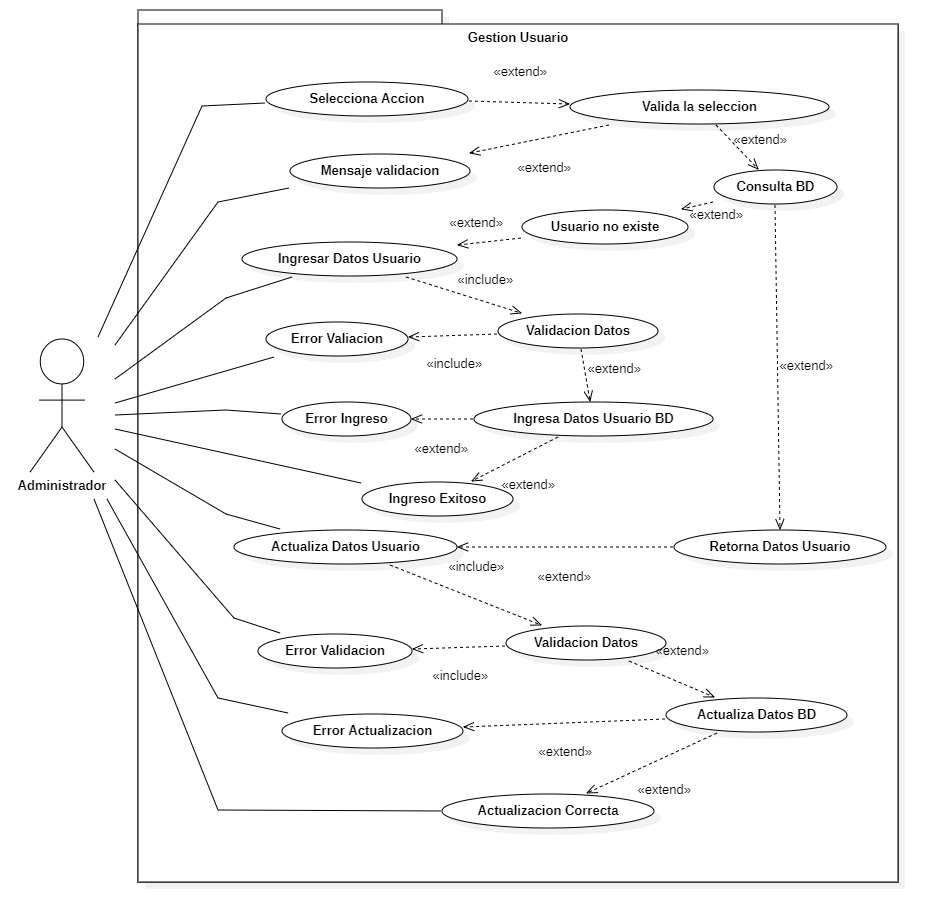 Gestion Usuario
«extend»
Selecciona Accion
Valida la seleccion
«extend»
Mensaje validacion
«extend»
Consulta BD
«extend»
«extend»
Usuario no existe
Ingresar Datos Usuario
«include»
Validacion Datos
Error Valiacion
«include»
«extend»
«extend»
Error Ingreso
Ingresa Datos Usuario BD
«extend»
«extend»
Ingreso Exitoso
Administrador
Actualiza Datos Usuario
Retorna Datos Usuario
«include»
«extend»
Validacion Datos
Error Validacion
«extend»
«include»
Actualiza Datos BD
Error Actualizacion
«extend»
«extend»
Actualizacion Correcta